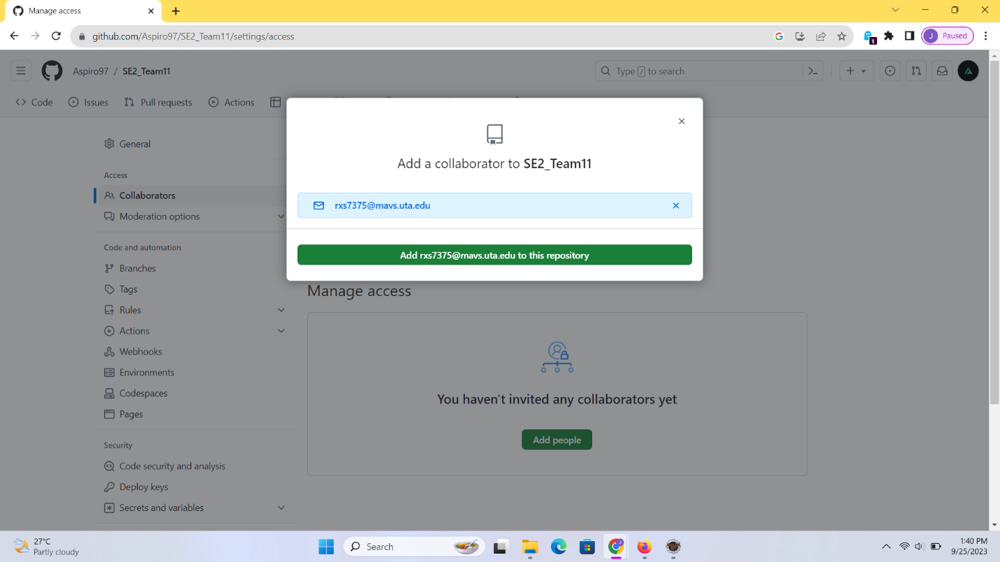 Manage access
github.com/Aspiro97/SE2_Team11/settings/access
1
J Paused
Aspiro97 / SE2_Team11
Type / to search
Code Issues Pull requests Actions
Add a collaborator to SE2_Team11
rxs7375@mavs.uta.edu
Add rxs7375@mavs.uta.edu to this repository
General
Access
Collaborators
Moderation options
Code and automation
Branches
Tags
Rules
Actions
Webhooks
Environments
Codespaces
Pages
Security
Code security and analysis
Deploy keys
Secrets and variables
Manage access
You haven't invited any collaborators yet
Add people
27°C
Partly cloudy
Search
1:40 PM
9/25/2023